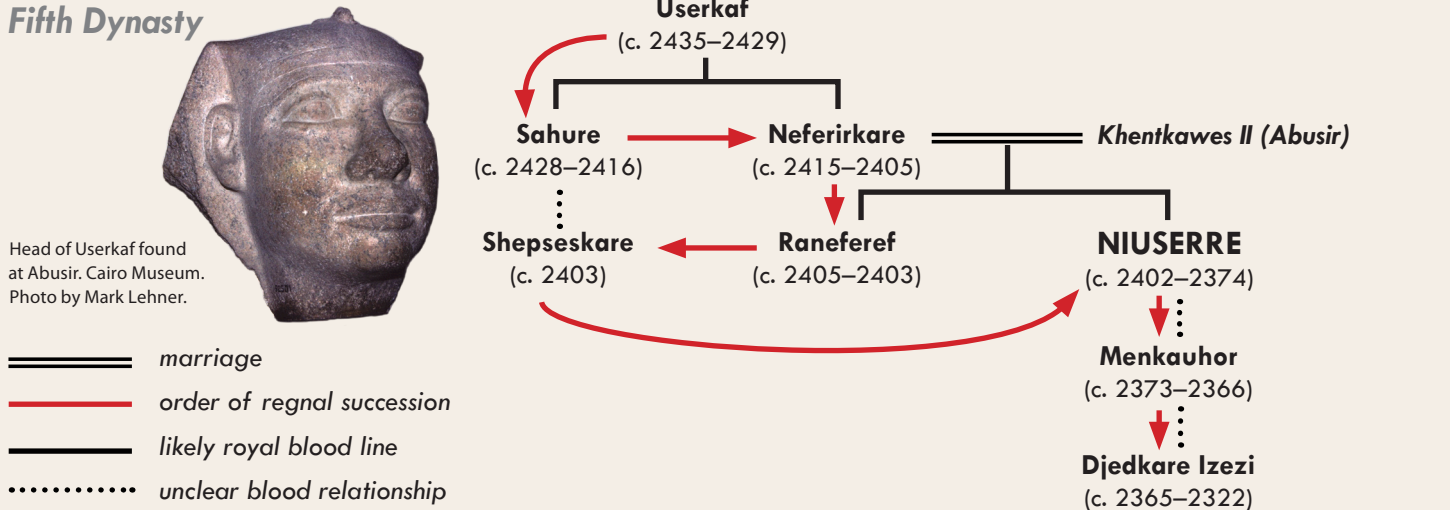 Fifth Dynasty
Userkaf
(c. 2435–2429)
Sahure
(c. 2428–2416)
Neferirkare
(c. 2415–2405)
Khentkawes II (Abusir)
Shepseskare
(c. 2403)
Raneferef
(c. 2405–2403)
NIUSERRE
(c. 2402–2374)
Menkauhor
(c. 2373–2366)
Djedkare Izezi
(c. 2365–2322)
Head of Userkaf found
at Abusir. Cairo Museum.
Photo by Mark Lehner.
marriage
order of regnal succession
likely royal blood line
unclear blood relationship